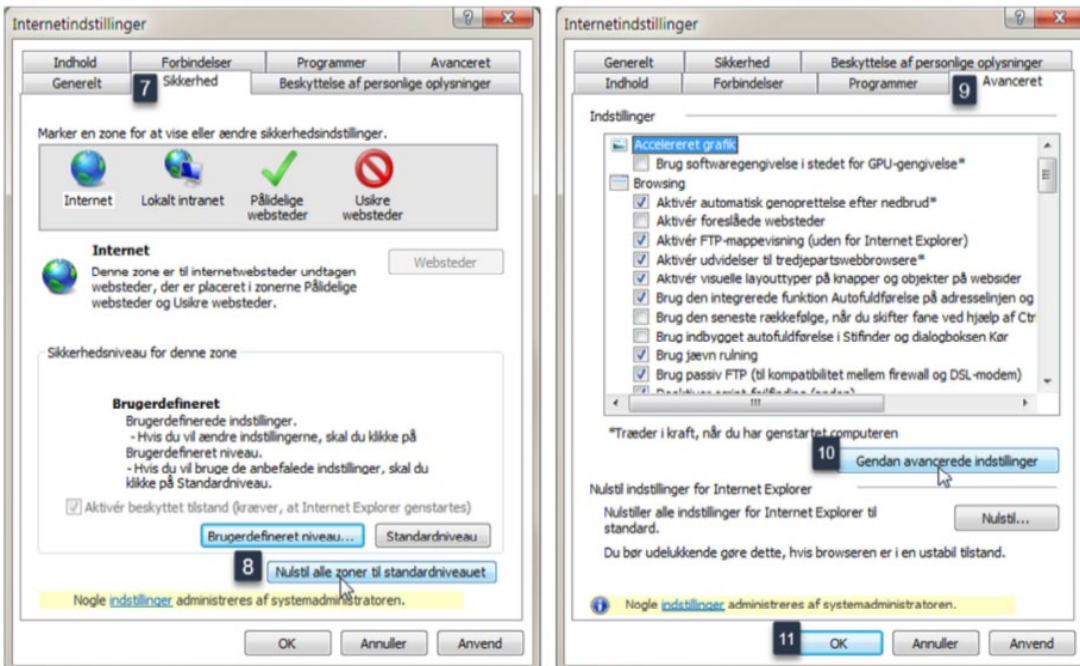 Internetindstillinger
Indhold Forbindelser Programmer Avanceret
Generelt 7 Sikkerhed Beskyttelse af personlige oplysninger
Marker en zone for at vise eller ændre sikkerhedsindstillinger.
Internet Lokalt intranet Pålidelige websteder Usikre websteder
Internet
Websteder
Denne zone er til internetwebsteder undtagen
websteder, der er placeret i zonerne Pålidelige
websteder og Usikre websteder.
Sikkerhedsniveau for denne zone
Brugerdefineret
Brugerdefinerede indstillinger.
- Hvis du vil ændre indstillingerne, skal du klikke på
Brugerdefineret niveau.
- Hvis du vil bruge de anbefalede indstillinger, skal du
klikke på Standardniveau.
Aktivér beskyttet tilstand (kræver, at Internet Explorer genstartes)
Brugerdefineret niveau... Standardniveau
8 Nulstil alle zoner til standardniveauet
Nogle indstillinger administreres af systemadministratoren.
OK Annuller Anvend
Internetindstillinger
Generelt Sikkerhed Beskyttelse af personlige oplysninger
Indhold Forbindelser Programmer 9 Avanceret
Indstillinger
Accelereret grafik
Brug softwaregengivelse i stedet for GPU-gengivelse*
Browsing
Aktivér automatisk genoprettelse efter nedbrud*
Aktivér foreslåede websteder
Aktivér FTP-mappevisning (uden for Internet Explorer)
Aktivér udvidelser til tredjepartswebbrowsere*
Aktivér visuelle layouttyper på knapper og objekter på websider
Brug den integrerede funktion Autofuldførelse på adresselinjen og
Brug den seneste rækkefølge, når du skifter fane ved hjælp af Ctr
Brug indbygget autofuldførelse i Stifinder og dialogboksen Kør
Brug jævn rulning
Brug passiv FTP (til kompatibilitet mellem firewall og DSL-modem)
*Træder i kraft, når du har genstartet computeren
10 Gendan avancerede indstillinger
Nulstil indstillinger for Internet Explorer
Nulstiller alle indstillinger for Internet Explorer til
standard.
Nulstil...
Du bør udelukkende gøre dette, hvis browseren er i en ustabil tilstand.
Nogle indstillinger administreres af systemadministratoren.
11 OK Annuller Anvend